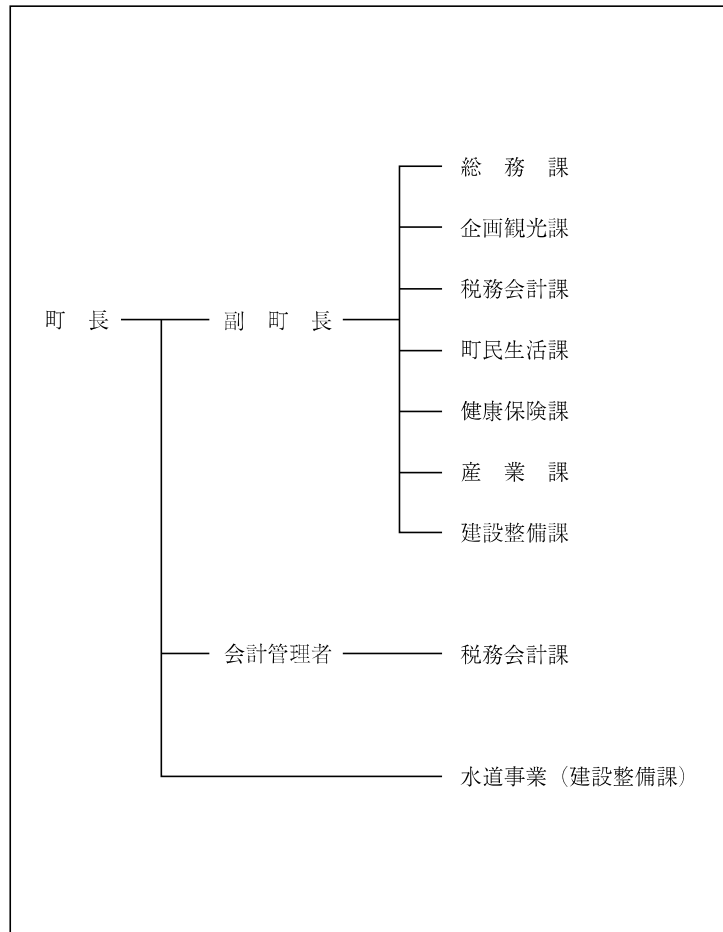 総務課
企画観光課
税務会計課
町長 副町長
町民生活課
健康保険課
産業課
建設整備課
会計管理者 税務会計課
水道事業（建設整備課）